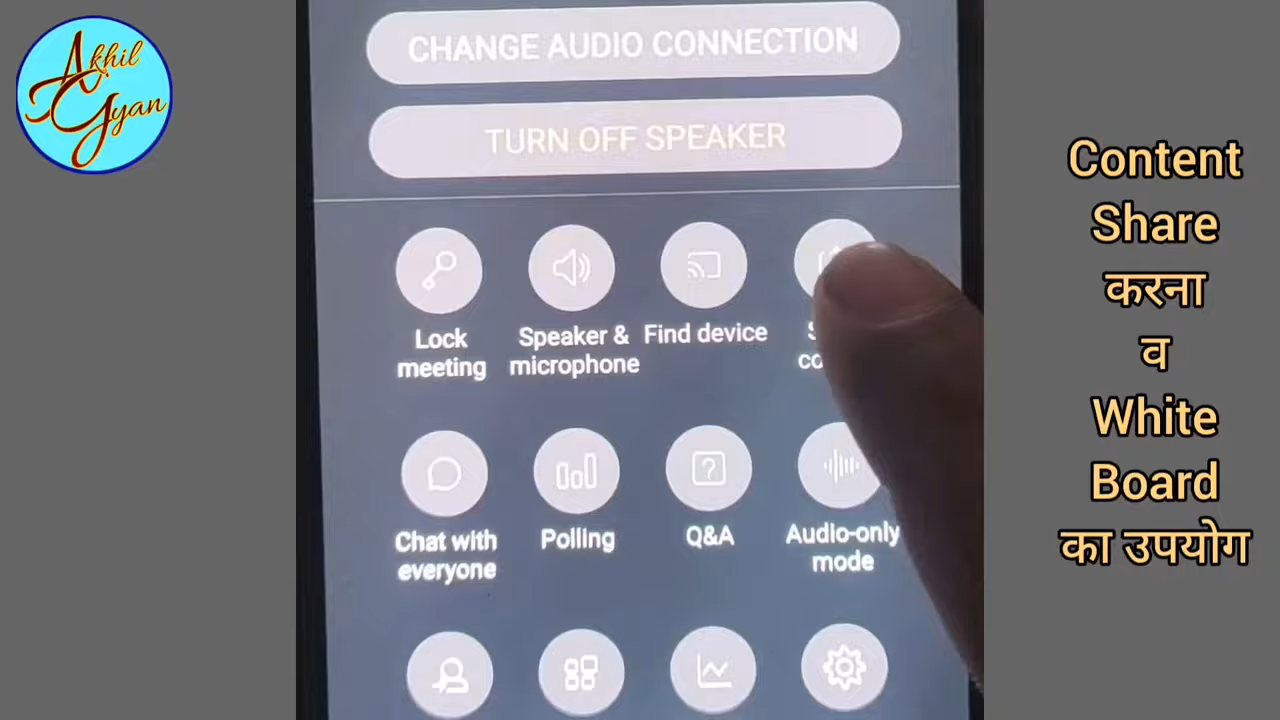 Akhil
Gyan
CHANGE AUDIO CONNECTION
TURN OFF SPEAKER
Lock
meeting
Speaker &
microphone
Find device
Chat with
everyone
Polling
Q&A
Audio-only
mode
Content
Share
करना
व
White
Board
का उपयोग